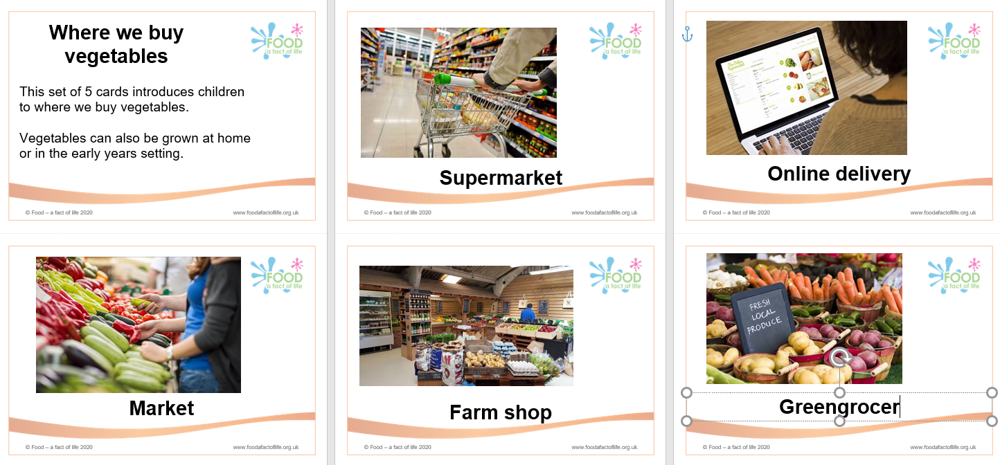 Where we buy
vegetables
FOOD
a fact of life
This set of 5 cards introduces children
to where we buy vegetables.
Vegetables can also be grown at home
or in the early years setting.
© Food – a fact of life 2020
www.foodafactoflife.org.uk
FOOD
a fact of life
Supermarket
© Food – a fact of life 2020
www.foodafactoflife.org.uk
FOOD
a fact of life
Online delivery
© Food – a fact of life 2020
www.foodafactoflife.org.uk
FOOD
a fact of life
Market
© Food – a fact of life 2020
www.foodafactoflife.org.uk
FOOD
a fact of life
Farm shop
© Food – a fact of life 2020
www.foodafactoflife.org.uk
FOOD
a fact of life
FRESH
LOCAL
PRODUCE
Greengrocer
© Food – a fact of life 2020
www.foodafactoflife.org.uk